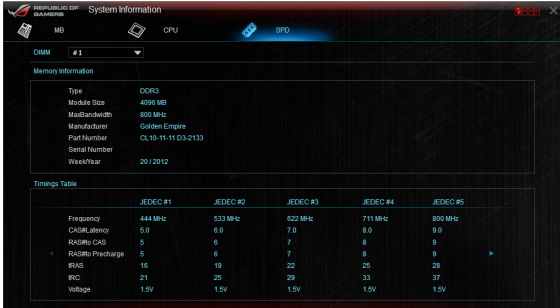 REPUBLIC OF GAMERS System Information
MB CPU SPD
DIMM #1
Memory Information
Type DDR3
Module Size 4096 MB
MaxBandwidth 800 MHz
Manufacturer Golden Empire
Part Number CL10-11-11 D3-2133
Serial Number
Week/Year 20 / 2012
Timings Table
JEDEC #1 JEDEC #2 JEDEC #3 JEDEC #4 JEDEC #5
Frequency 444 MHz 533 MHz 622 MHz 711 MHz 800 MHz
CAS#Latency 5.0 6.0 7.0 8.0 9.0
RAS#to CAS 5 6 7 8 9
RAS#to Precharge 5 6 7 8 9
tRAS 16 19 22 25 28
tRC 21 25 29 33 37
Voltage 1.5V 1.5V 1.5V 1.5V 1.5V